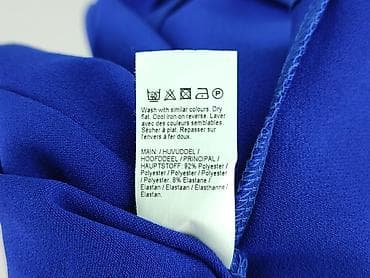 Wash with similar colours. Dry
flat. Cool iron on reverse. Laver
avec des couleurs semblables.
Sécher à plat. Repasser sur
l'envers à fer doux.
MAIN: / HUVUDDEL /
HOOFDDEEL / PRINCIPAL /
HAUPTSTOFF: 92% Polyester /
Polyester / Polyester / Polyester
/ Polyester. 8% Elastane /
Elastan / Elastaan / Élasthanne /
Elastan.